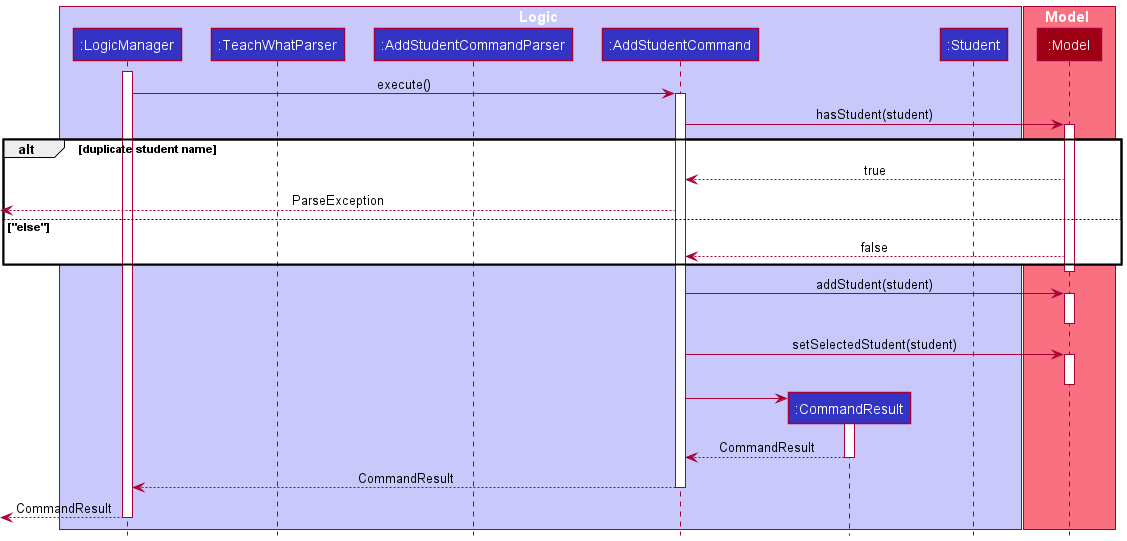 Logic
Model
:LogicManager
:TeachWhatParser
:AddStudentCommandParser
:AddStudentCommand
:Student
:Model
execute()
hasStudent(student)
alt
[duplicate student name]
true
ParseException
["else"]
false
addStudent(student)
setSelectedStudent(student)
:CommandResult
CommandResult
CommandResult
CommandResult